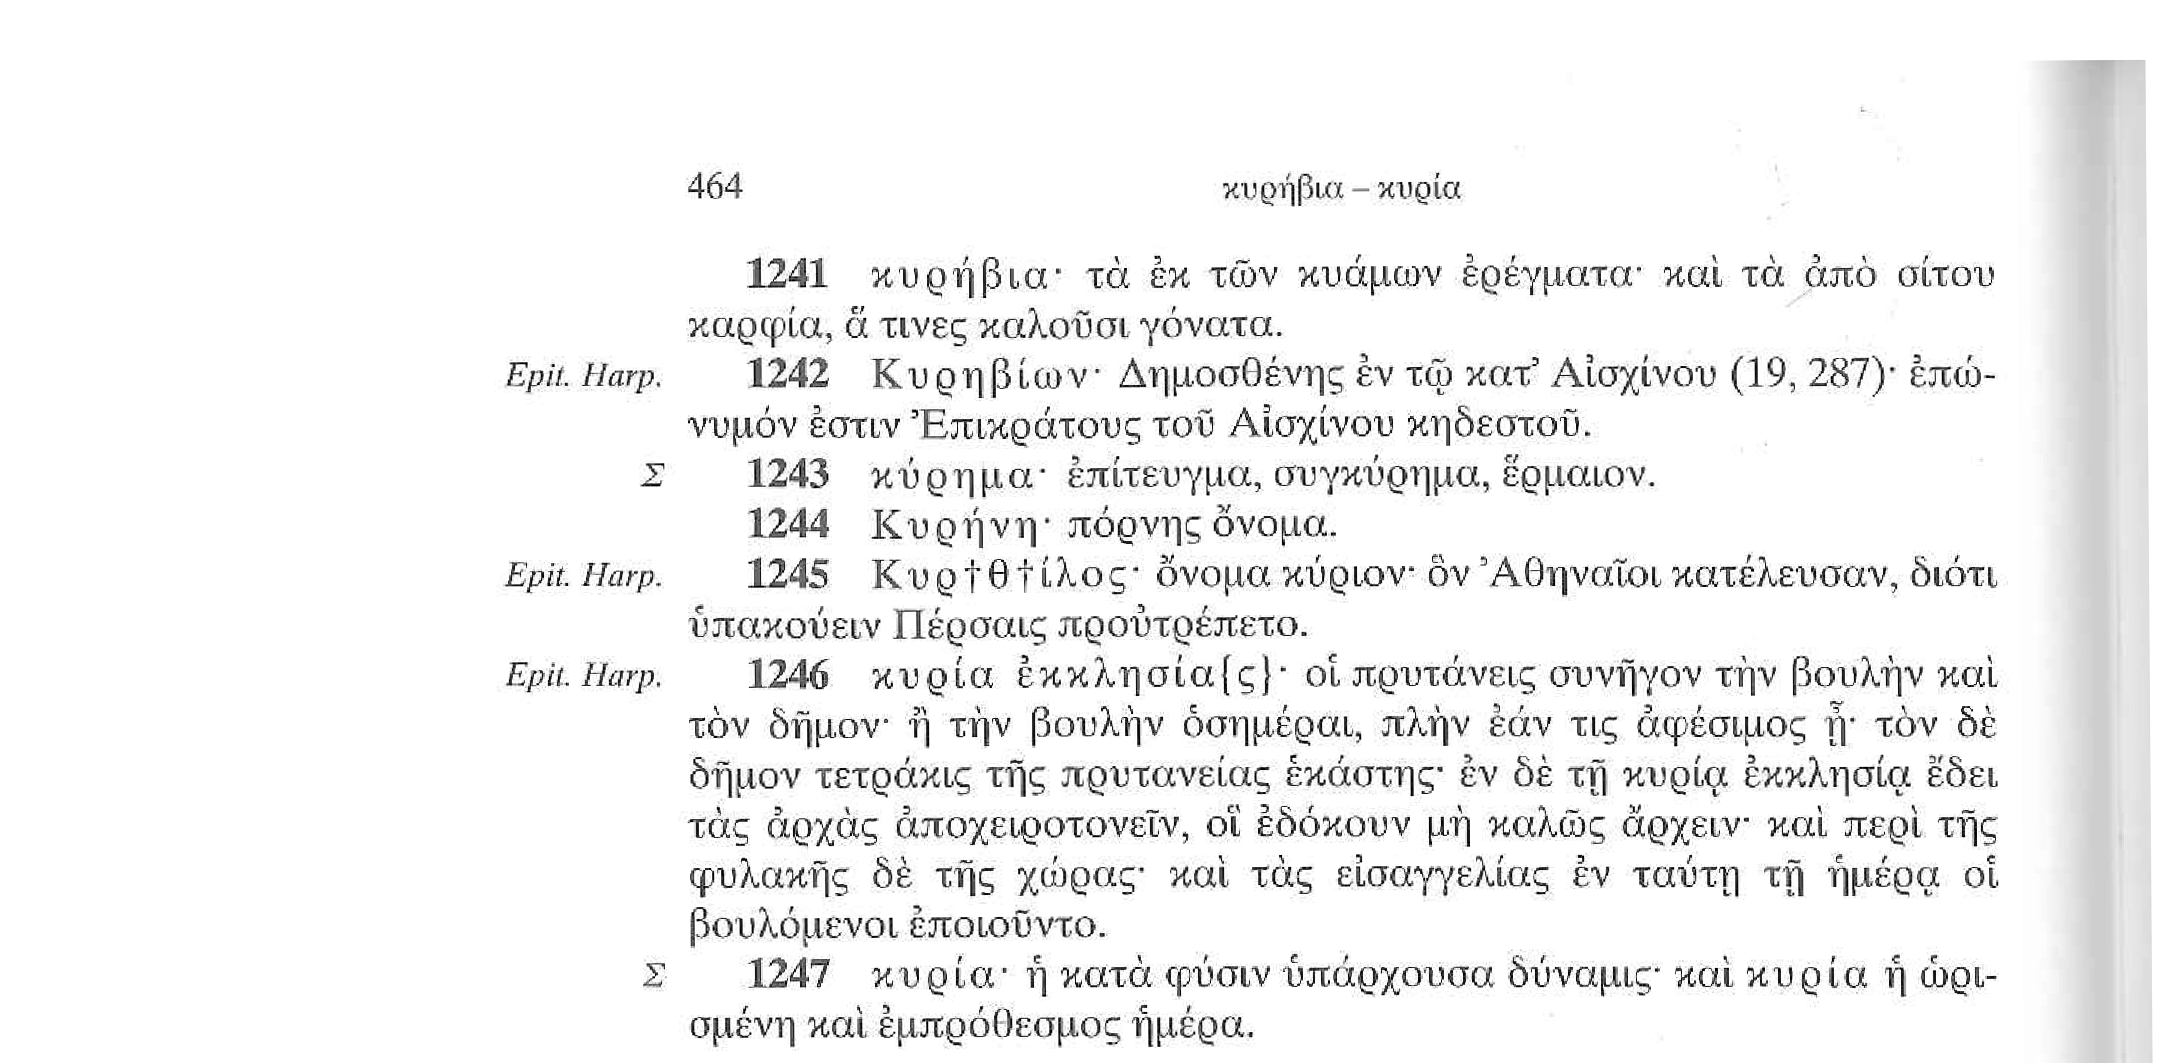 464 κυρήβια – κυρία
1241 κυρήβια· τὰ ἐκ τῶν κυάμων ἐρέγματα· καὶ τὰ ἀπὸ σίτου
καρφία, ἅ τινες καλοῦσι γόνατα.
Epit. Harp. 1242 Κυρηβίων· Δημοσθένης ἐν τῷ κατ’ Αἰσχίνου (19, 287)· ἐπώ-
νυμόν ἐστιν Ἐπικράτους τοῦ Αἰσχίνου κηδεστοῦ.
Σ 1243 κύρημα· ἐπίτευγμα, συγκύρημα, ἕρμαιον.
1244 Κυρήνη· πόρνης ὄνομα.
Epit. Harp. 1245 Κυρ†θ†ίλος· ὄνομα κύριον· ὃν Ἀθηναῖοι κατέλευσαν, διότι
ὑπακούειν Πέρσαις προὐτρέπετο.
Epit. Harp. 1246 κυρία ἐκκλησία{ς}· οἱ πρυτάνεις συνῆγον τὴν βουλὴν καὶ
τὸν δῆμον· ἢ τὴν βουλὴν ὁσημέραι, πλὴν ἐάν τις ἀφέσιμος ᾖ· τὸν δὲ
δῆμον τετράκις τῆς πρυτανείας ἑκάστης· ἐν δὲ τῇ κυρίᾳ ἐκκλησίᾳ ἔδει
τὰς ἀρχὰς ἀποχειροτονεῖν, οἳ ἐδόκουν μὴ καλῶς ἄρχειν· καὶ περὶ τῆς
φυλακῆς δὲ τῆς χώρας· καὶ τὰς εἰσαγγελίας ἐν ταύτῃ τῇ ἡμέρᾳ οἱ
βουλόμενοι ἐποιοῦντο.
Σ 1247 κυρία· ἡ κατὰ φύσιν ὑπάρχουσα δύναμις· καὶ κυρία ἡ ὡρι-
σμένη καὶ ἐμπρόθεσμος ἡμέρα.